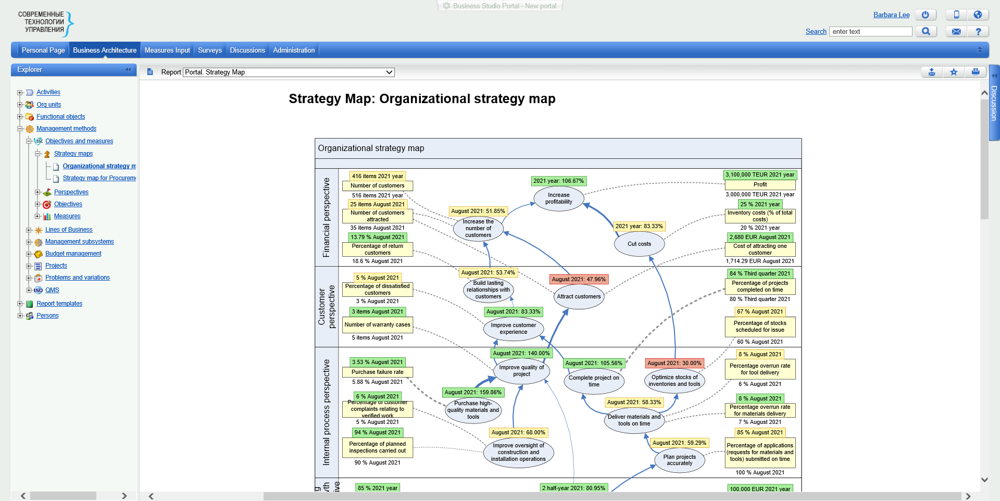 Business Studio Portal - New portal
СОВРЕМЕННЫЕ
ТЕХНОЛОГИИ
УПРАВЛЕНИЯ
Barbara Lee
Search
enter text
Personal Page
Business Architecture
Measures Input
Surveys
Discussions
Administration
Explorer
Activities
Org units
Functional objects
Management methods
Objectives and measures
BSC
Strategy maps
Organizational strategy m
Strategy map for Procurem
Perspectives
Objectives
Measures
Lines of Business
Management subsystems
Budget management
Projects
Problems and variations
ISO
QMS
Report templates
Persons
Report
Portal. Strategy Map
Discussion
Strategy Map: Organizational strategy map
Organizational strategy map
Financial perspective
416 items 2021 year
Number of customers
516 items 2021 year
25 items August 2021
Number of customers
attracted
35 items August 2021
13.79 % August 2021
Percentage of return
customers
18.6 % August 2021
2021 year: 106.67%
Increase
profitability
August 2021: 51.85%
Increase the
number of
customers
2021 year: 83.33%
Cut costs
3,100,000 TEUR 2021 year
Profit
3,000,000 TEUR 2021 year
25 % 2021 year
Inventory costs (% of total
costs)
20 % 2021 year
2,680 EUR August 2021
Cost of attracting one
customer
1,714.29 EUR August 2021
Customer
perspective
5 % August 2021
Percentage of dissatisfied
customers
3 % August 2021
3 items August 2021
Number of warranty cases
5 items August 2021
August 2021: 53.74%
Build lasting
relationships with
customers
August 2021: 47.96%
Attract customers
August 2021: 83.33%
Improve customer
experience
84 % Third quarter 2021
Percentage of projects
completed on time
80 % Third quarter 2021
67 % August 2021
Percentage of stocks
scheduled for issue
60 % August 2021
Internal process perspective
3.53 % August 2021
Purchase failure rate
5.88 % August 2021
6 % August 2021
Percentage of customer
complaints relating to
verified work
5 % August 2021
94 % August 2021
Percentage of planned
inspections carried out
90 % August 2021
August 2021: 140.00%
Improve quality of
project
August 2021: 105.56%
Complete project on
time
August 2021: 30.00%
Optimize stocks of
inventories and tools
August 2021: 159.86%
Purchase high-
quality materials and
tools
August 2021: 58.33%
Deliver materials and
tools on time
August 2021: 68.00%
Improve oversight of
construction and
installation operations
August 2021: 59.29%
Plan projects
accurately
8 % August 2021
Percentage overrun rate
for tool delivery
6 % August 2021
8 % August 2021
Percentage overrun rate
for materials delivery
7 % August 2021
85 % August 2021
Percentage of applications
(requests for materials and
tools) submitted on time
100 % August 2021
85 % 2021 year
2 half-year 2021: 80.95%
100,000 EUR 2021 year